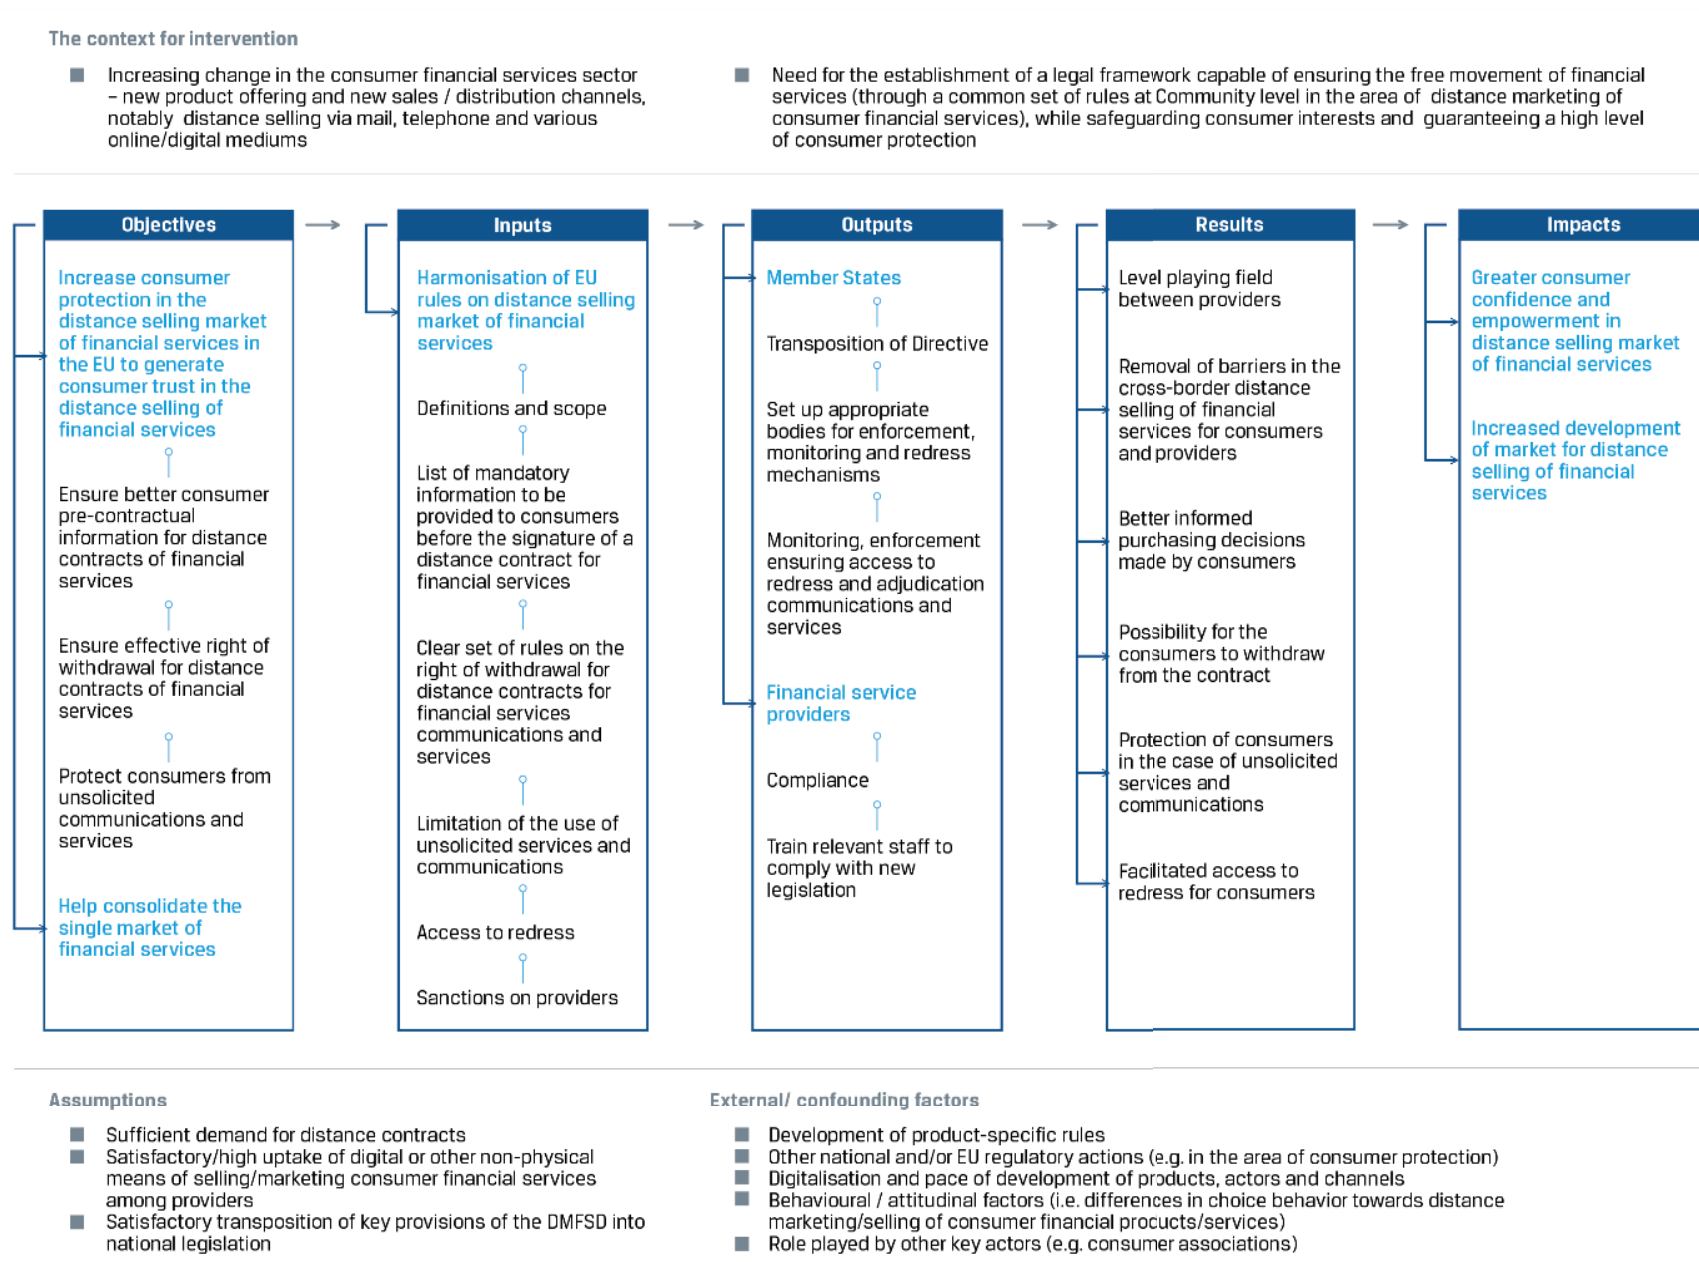 The context for intervention
Increasing change in the consumer financial services sector
– new product offering and new sales / distribution channels,
notably distance selling via mail, telephone and various
online/digital mediums
Need for the establishment of a legal framework capable of ensuring the free movement of financial
services (through a common set of rules at Community level in the area of distance marketing of
consumer financial services), while safeguarding consumer interests and guaranteeing a high level
of consumer protection
Objectives
Increase consumer
protection in the
distance selling market
of financial services in
the EU to generate
consumer trust in the
distance selling of
financial services
Ensure better consumer
pre-contractual
information for distance
contracts of financial
services
Ensure effective right of
withdrawal for distance
contracts of financial
services
Protect consumers from
unsolicited
communications and
services
Help consolidate the
single market of
financial services
Inputs
Harmonisation of EU
rules on distance selling
market of financial
services
Definitions and scope
List of mandatory
information to be
provided to consumers
before the signature of a
distance contract for
financial services
Clear set of rules on the
right of withdrawal for
distance contracts for
financial services
communications and
services
Limitation of the use of
unsolicited services and
communications
Access to redress
Sanctions on providers
Outputs
Member States
Transposition of Directive
Set up appropriate
bodies for enforcement,
monitoring and redress
mechanisms
Monitoring, enforcement
ensuring access to
redress and adjudication
communications and
services
Financial service
providers
Compliance
Train relevant staff to
comply with new
legislation
Results
Level playing field
between providers
Removal of barriers in the
cross-border distance
selling of financial
services for consumers
and providers
Better informed
purchasing decisions
made by consumers
Possibility for the
consumers to withdraw
from the contract
Protection of consumers
in the case of unsolicited
services and
communications
Facilitated access to
redress for consumers
Impacts
Greater consumer
confidence and
empowerment in
distance selling market
of financial services
Increased development
of market for distance
selling of financial
services
Assumptions
Sufficient demand for distance contracts
Satisfactory/high uptake of digital or other non-physical
means of selling/marketing consumer financial services
among providers
Satisfactory transposition of key provisions of the DMFSD into
national legislation
External/ confounding factors
Development of product-specific rules
Other national and/or EU regulatory actions (e.g. in the area of consumer protection)
Digitalisation and pace of development of products, actors and channels
Behavioural / attitudinal factors (i.e. differences in choice behavior towards distance
marketing/selling of consumer financial products/services)
Role played by other key actors (e.g. consumer associations)